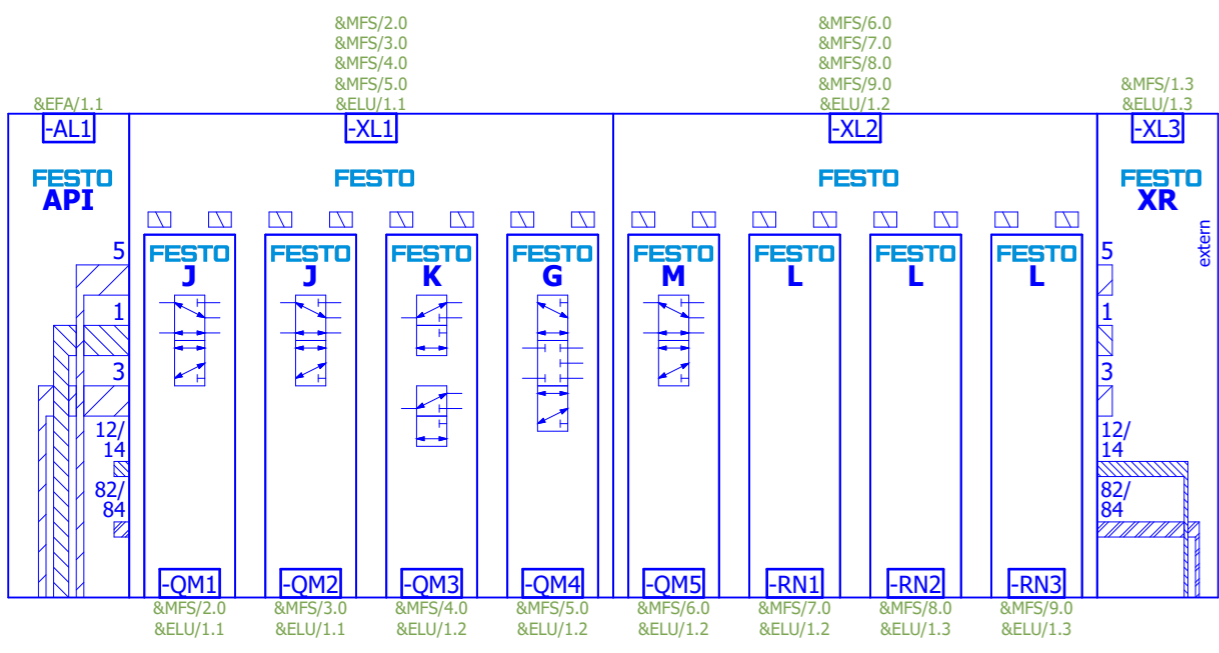 &MFS/2.0
&MFS/3.0
&MFS/4.0
&MFS/5.0
&ELU/1.1
&MFS/6.0
&MFS/7.0
&MFS/8.0
&MFS/9.0
&ELU/1.2
&MFS/1.3
&ELU/1.3
&EFA/1.1
-AL1
-XL1
-XL2
-XL3
FESTO
API
FESTO
FESTO
FESTO
XR
extern
5
1
3
12/
14
82/
84
FESTO
J
FESTO
J
FESTO
K
FESTO
G
FESTO
M
FESTO
L
FESTO
L
FESTO
L
5
1
3
12/
14
82/
84
-QM1
-QM2
-QM3
-QM4
-QM5
-RN1
-RN2
-RN3
&MFS/2.0
&ELU/1.1
&MFS/3.0
&ELU/1.1
&MFS/4.0
&ELU/1.2
&MFS/5.0
&ELU/1.2
&MFS/6.0
&ELU/1.2
&MFS/7.0
&ELU/1.2
&MFS/8.0
&ELU/1.3
&MFS/9.0
&ELU/1.3